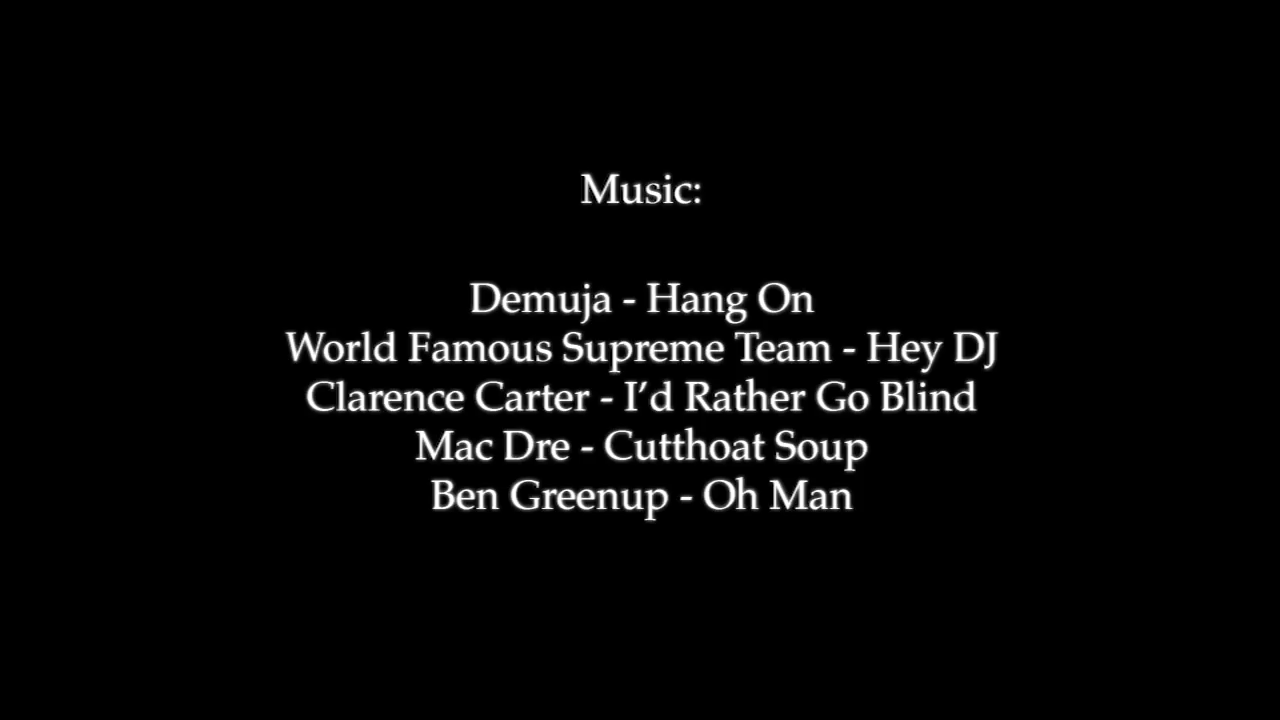 Music:
Demuja - Hang On
World Famous Supreme Team - Hey DJ
Clarence Carter - I’d Rather Go Blind
Mac Dre - Cutthoat Soup
Ben Greenup - Oh Man